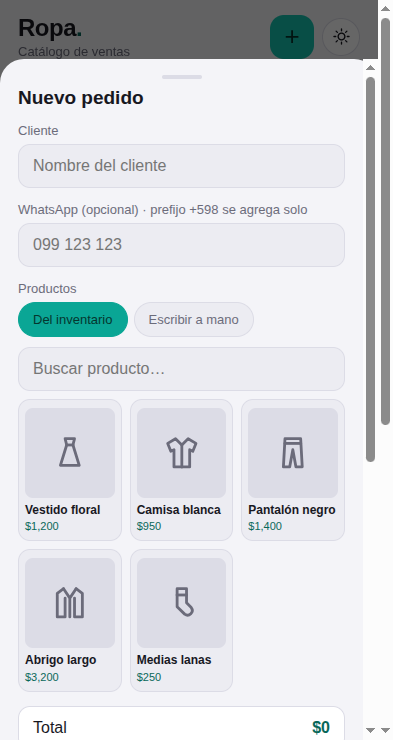 Ropa.
Catálogo de ventas
+
Nuevo pedido
Cliente
Nombre del cliente
WhatsApp (opcional) · prefijo +598 se agrega solo
099 123 123
Productos
Del inventario Escribir a mano
Buscar producto…
Vestido floral Camisa blanca Pantalón negro
$1,200 $950 $1,400
Abrigo largo Medias lanas
$3,200 $250
Total $0